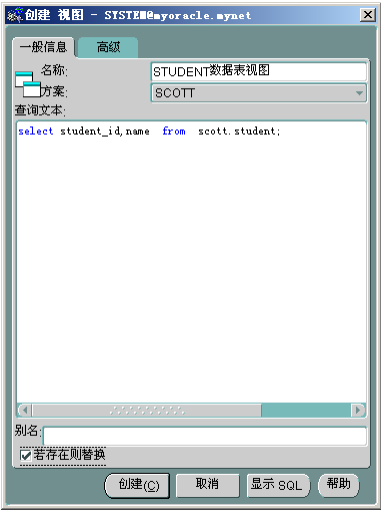 创建 视图 - SYSTEM@myoracle.mynet
一般信息 高级
名称: STUDENT数据表视图
方案: SCOTT
查询文本:
select student_id,name from scott.student;
别名:
若存在则替换
创建(C) 取消 显示 SQL 帮助